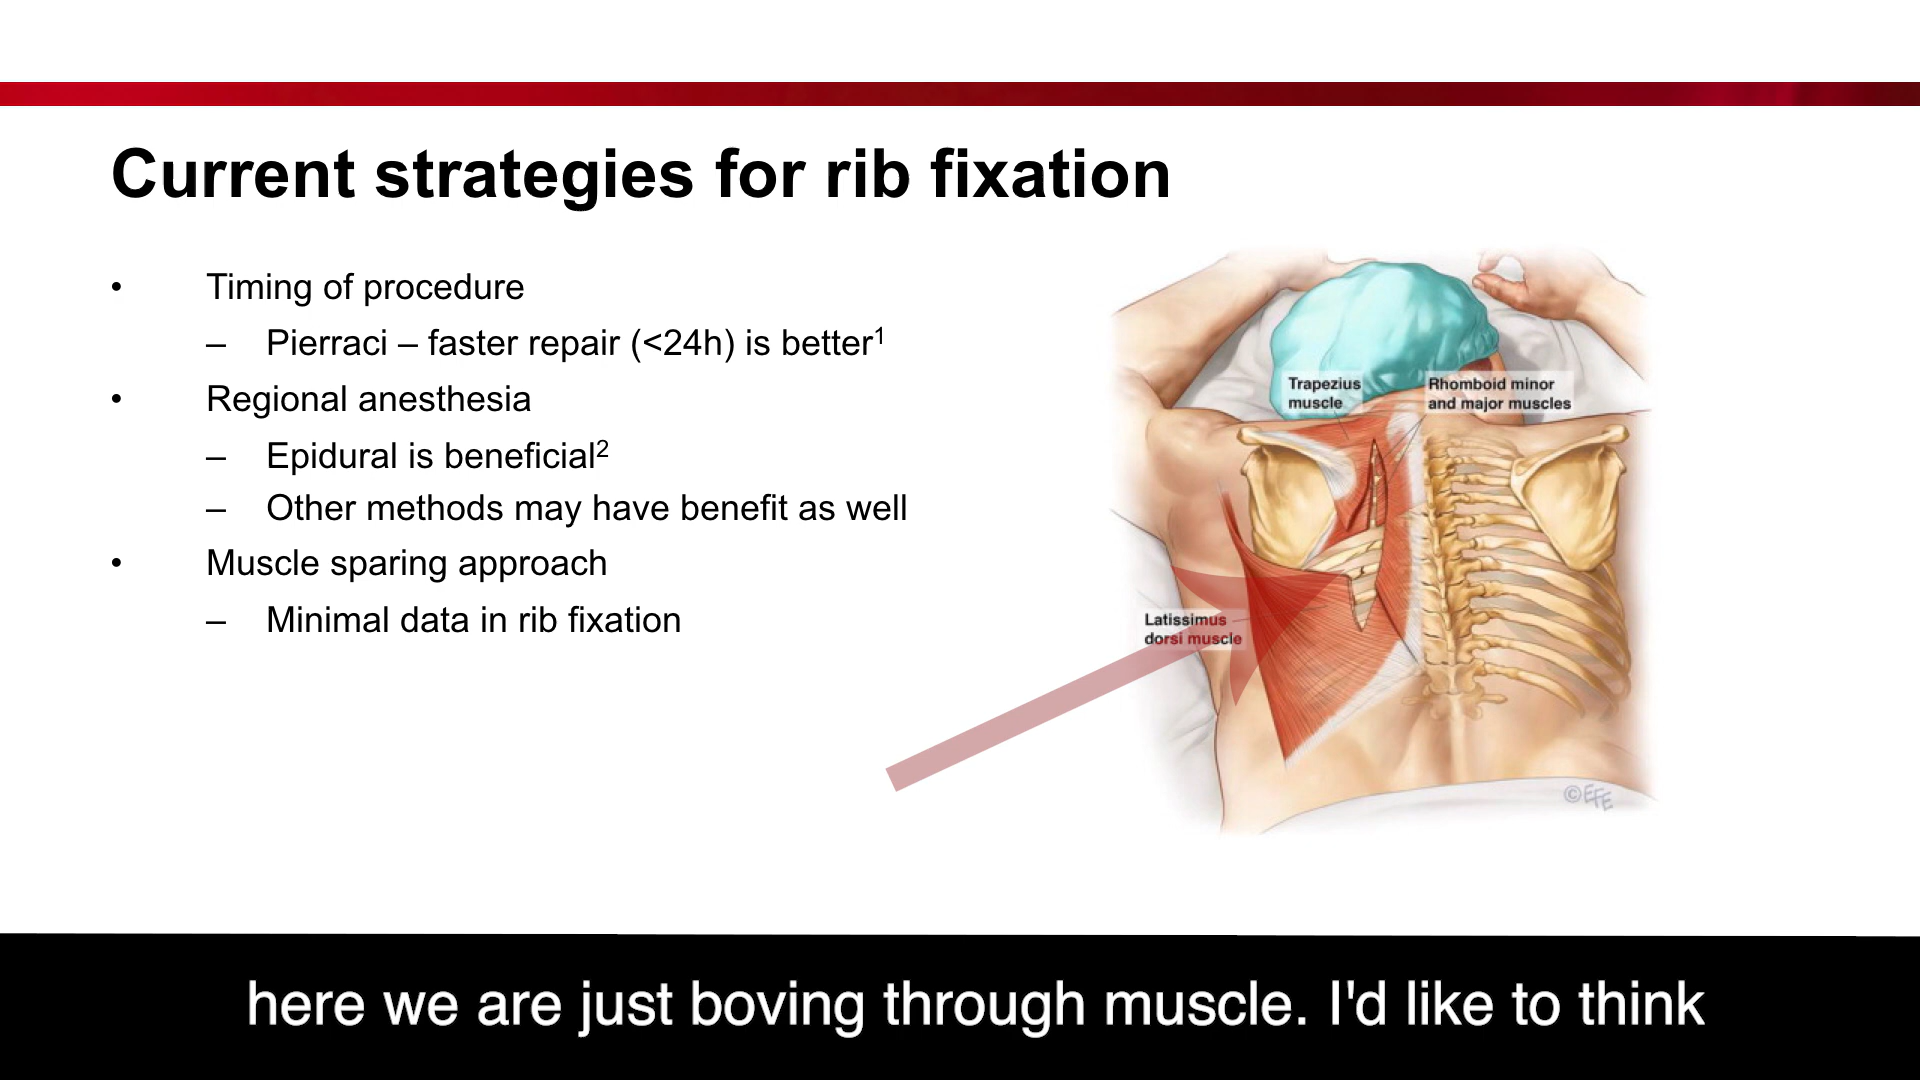 Current strategies for rib fixation
• Timing of procedure
– Pierraci – faster repair (<24h) is better¹
• Regional anesthesia
– Epidural is beneficial²
– Other methods may have benefit as well
• Muscle sparing approach
– Minimal data in rib fixation
Trapezius
muscle
Rhomboid minor
and major muscles
Latissimus
dorsi muscle
©EFE
here we are just boving through muscle. I'd like to think